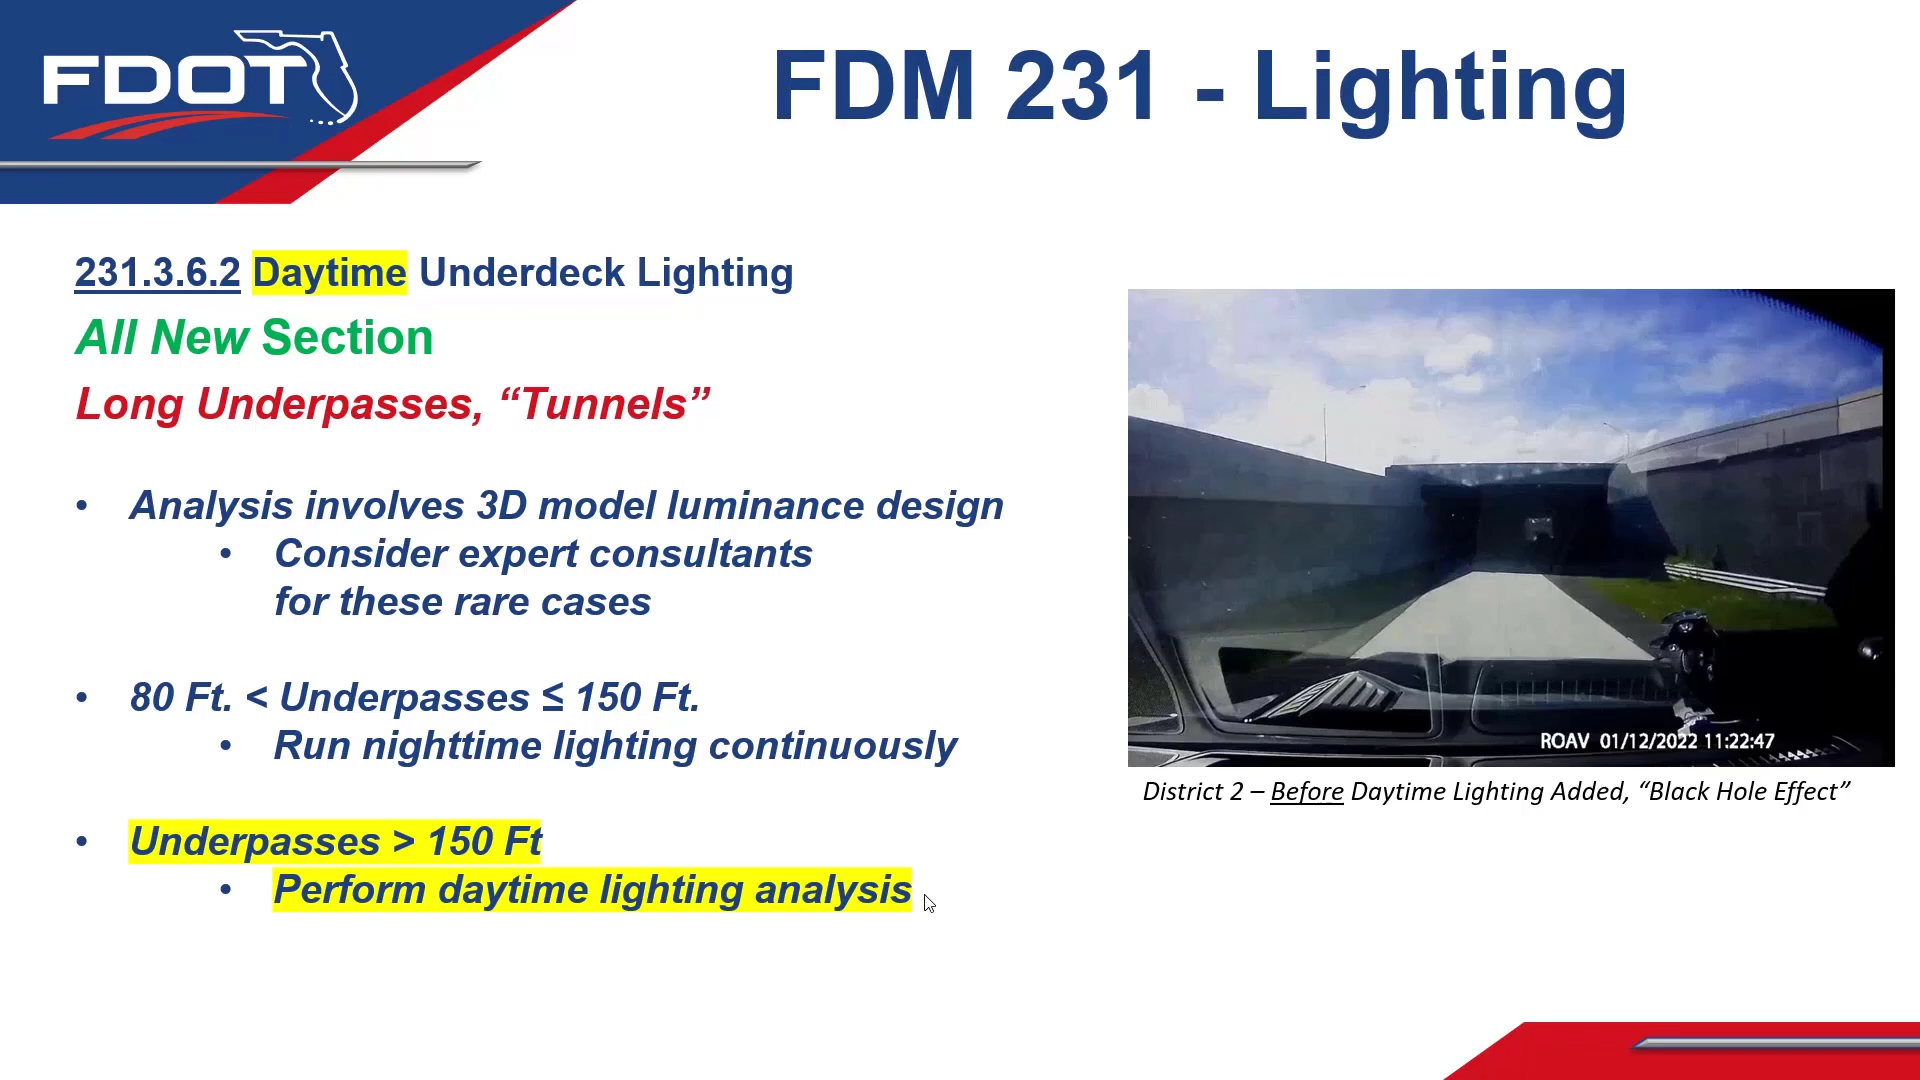 FDOT
FDM 231 - Lighting
231.3.6.2 Daytime Underdeck Lighting
All New Section
Long Underpasses, “Tunnels”
• Analysis involves 3D model luminance design
• Consider expert consultants
for these rare cases
• 80 Ft. < Underpasses ≤ 150 Ft.
• Run nighttime lighting continuously
• Underpasses > 150 Ft
• Perform daytime lighting analysis
ROAV 01/12/2022 11:22:47
District 2 – Before Daytime Lighting Added, “Black Hole Effect”